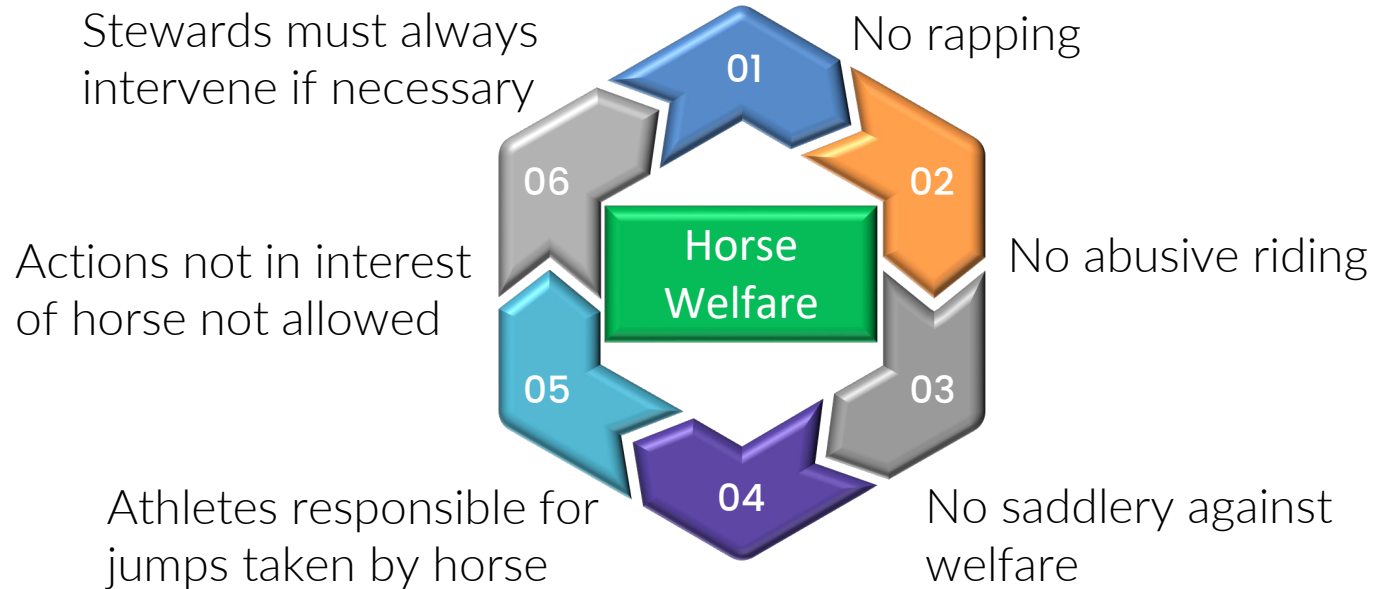 01
No rapping
02
No abusive riding
03
No saddlery against
welfare
04
Athletes responsible for
jumps taken by horse
05
Actions not in interest
of horse not allowed
06
Stewards must always
intervene if necessary
Horse
Welfare